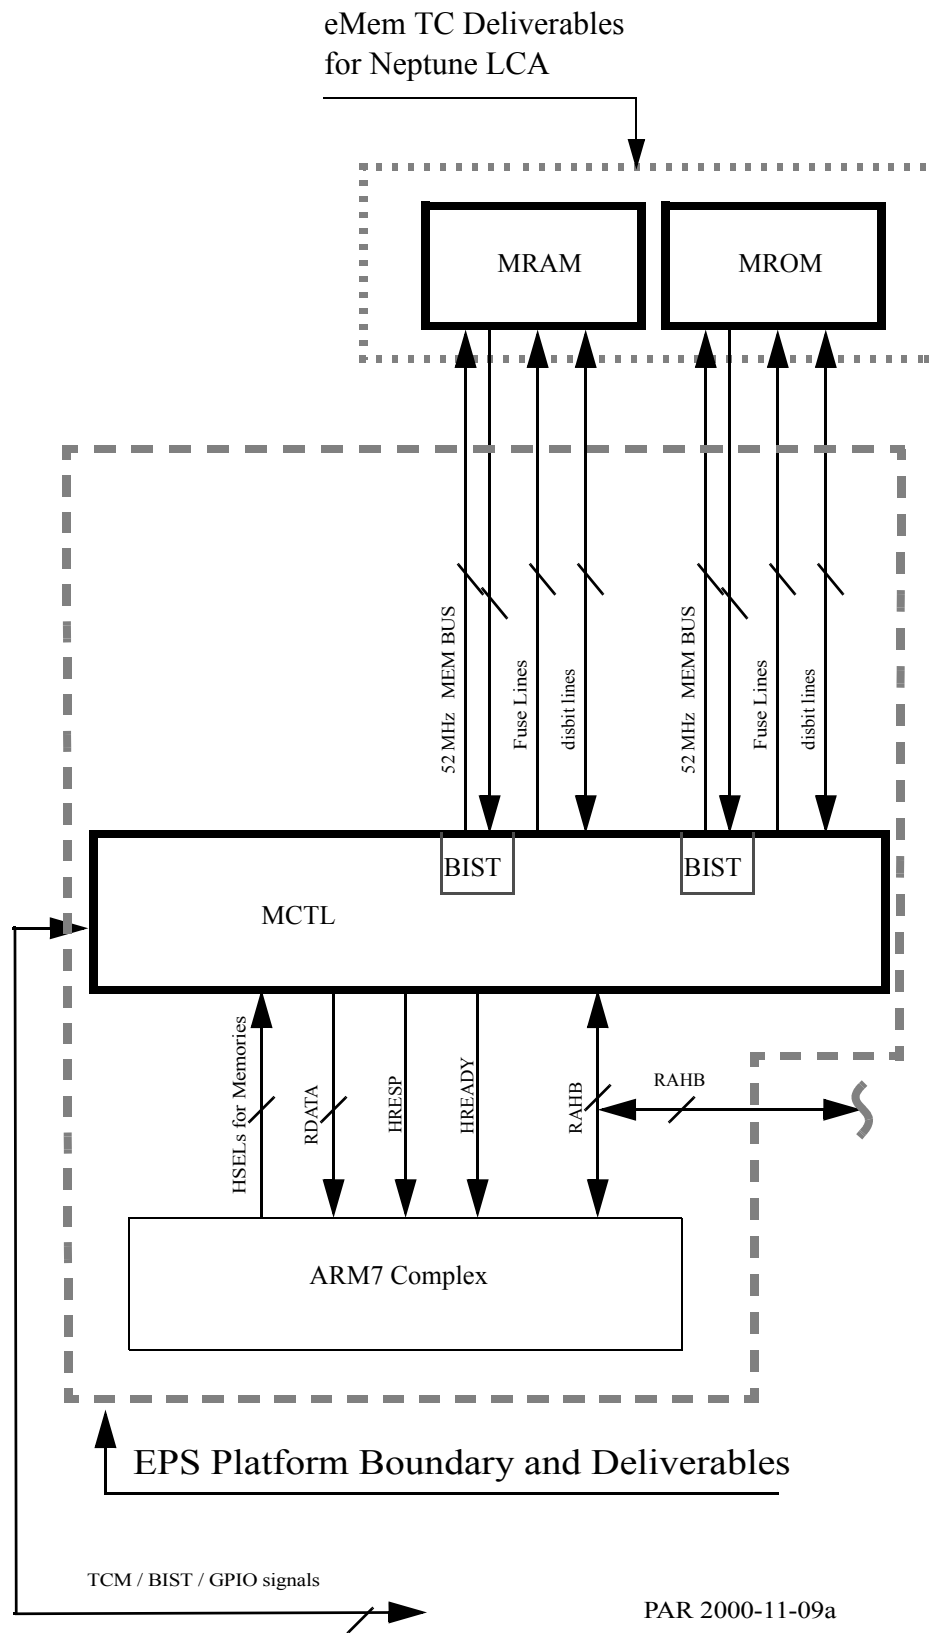 eMem TC Deliverables
for Neptune LCA
MRAM
MROM
52 MHz MEM BUS
Fuse Lines
disbit lines
52 MHz MEM BUS
Fuse Lines
disbit lines
BIST
BIST
MCTL
HSELs for Memories
RDATA
HRESP
HREADY
RAHB
RAHB
ARM7 Complex
EPS Platform Boundary and Deliverables
TCM / BIST / GPIO signals
PAR 2000-11-09a